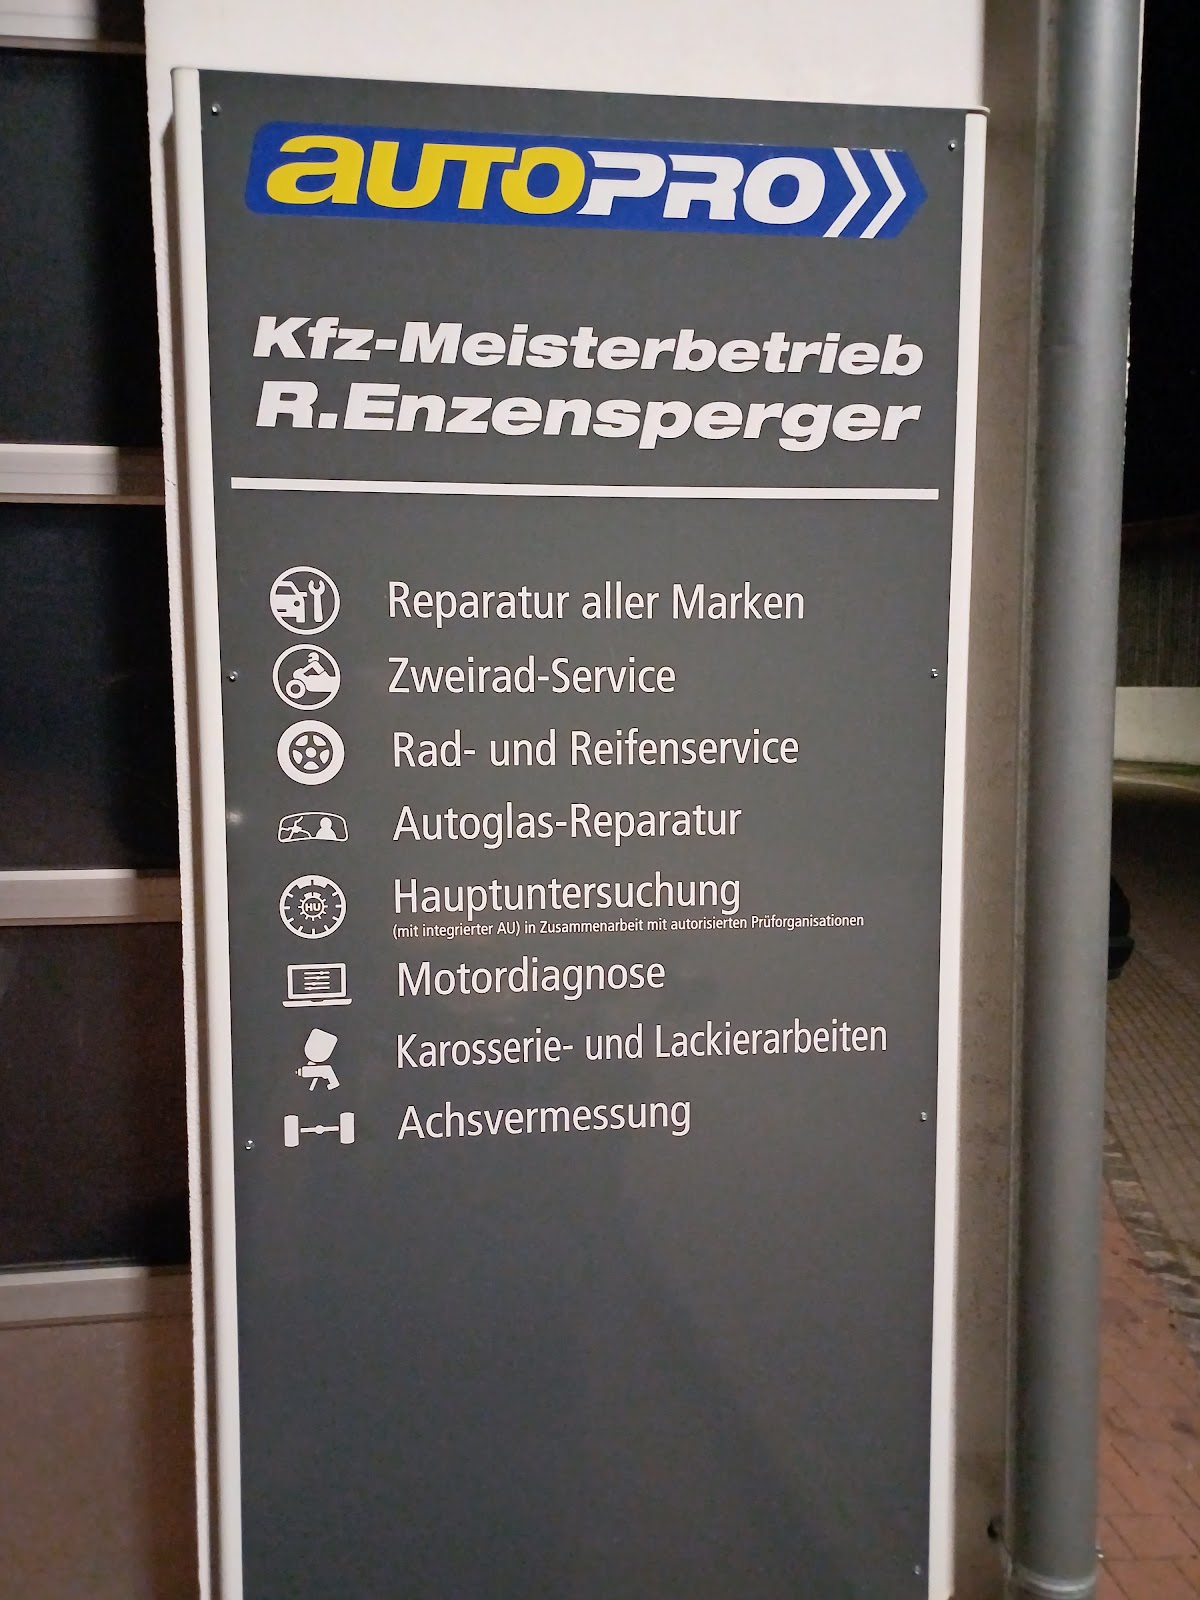 AUTOPRO
Kfz-Meisterbetrieb
R.Enzensperger
Reparatur aller Marken
Zweirad-Service
Rad- und Reifenservice
Autoglas-Reparatur
HU
Hauptuntersuchung
(mit integrierter AU) in Zusammenarbeit mit autorisierten Prüforganisationen
Motordiagnose
Karosserie- und Lackierarbeiten
Achsvermessung